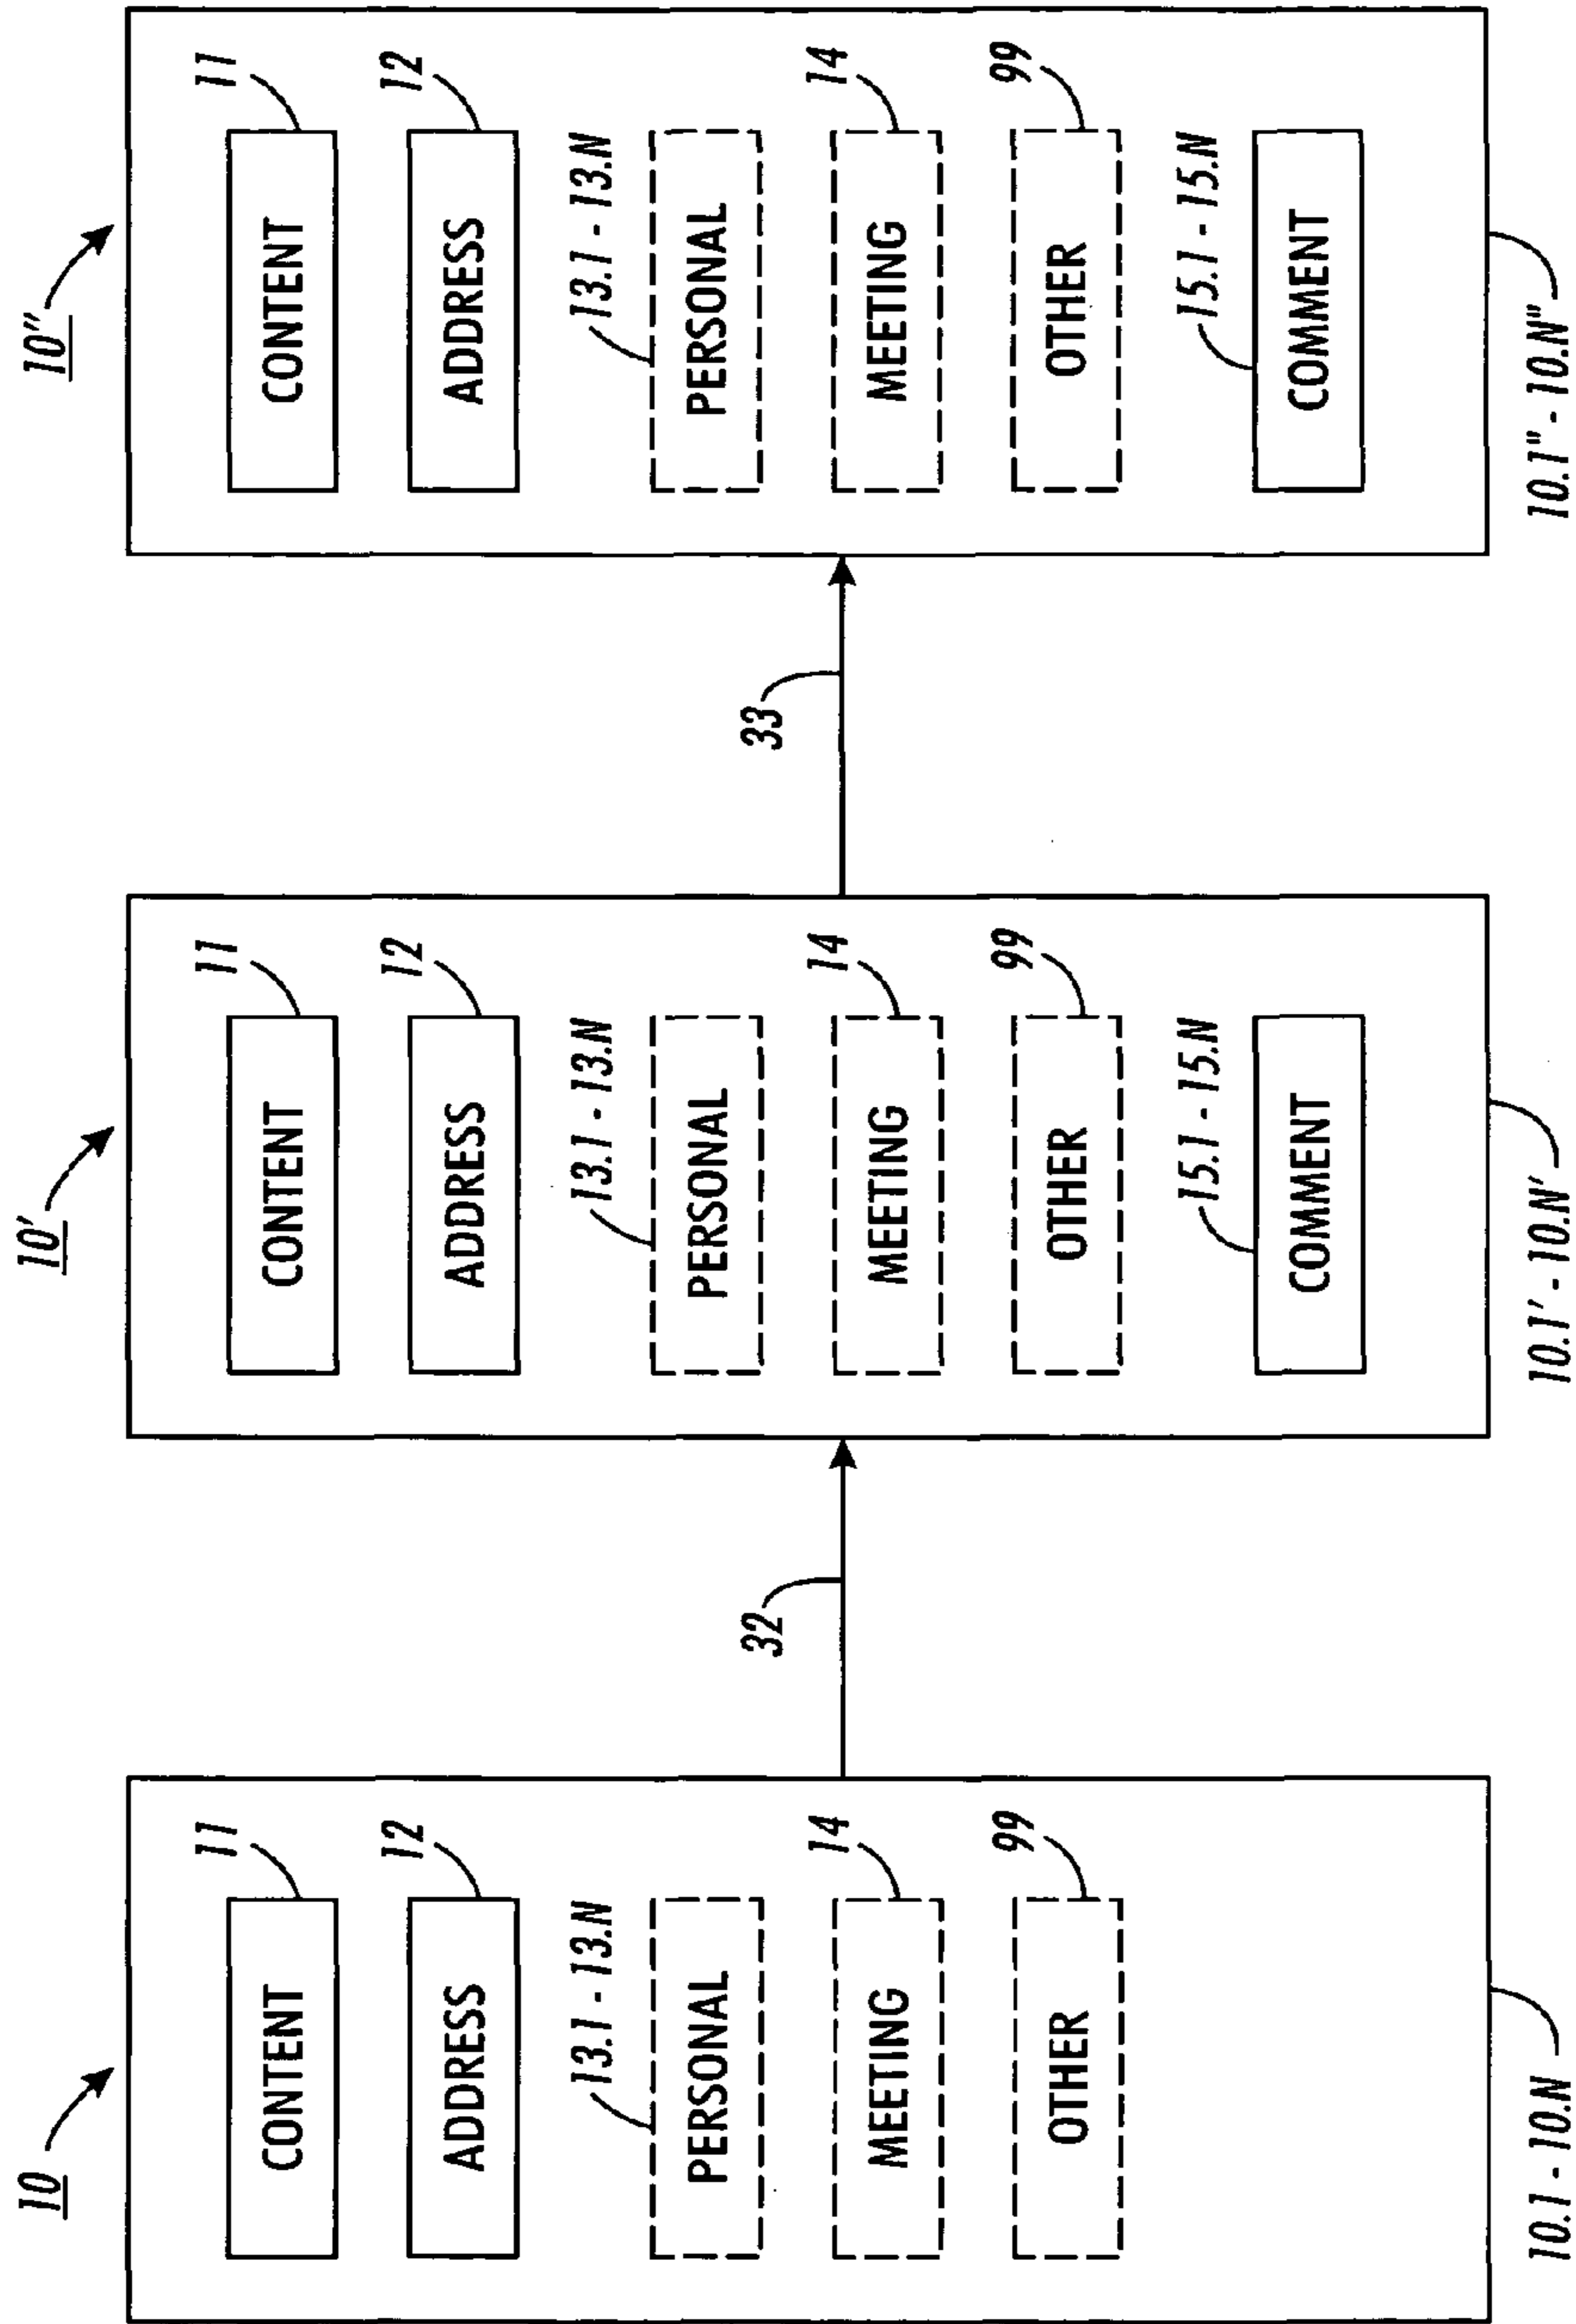 10
11
CONTENT
12
ADDRESS
13.1 - 13.N
PERSONAL
14
MEETING
99
OTHER
10.1 - 10.N
32
10'
11
CONTENT
12
ADDRESS
13.1 - 13.N
PERSONAL
14
MEETING
99
OTHER
15.1 - 15.N
COMMENT
10.1' - 10.N'
33
10"
11
CONTENT
12
ADDRESS
13.1 - 13.N
PERSONAL
14
MEETING
99
OTHER
15.1 - 15.N
COMMENT
10.1" - 10.N"